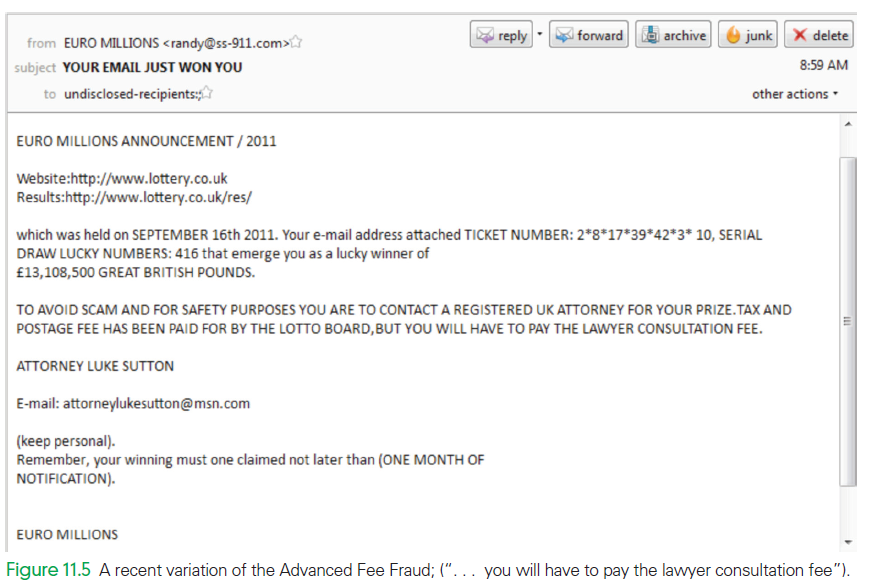 from EURO MILLIONS <randy@ss-911.com>
reply forward archive junk delete
subject YOUR EMAIL JUST WON YOU
8:59 AM
to undisclosed-recipients:;
other actions
EURO MILLIONS ANNOUNCEMENT / 2011
Website:http://www.lottery.co.uk
Results:http://www.lottery.co.uk/res/
which was held on SEPTEMBER 16th 2011. Your e-mail address attached TICKET NUMBER: 2*8*17*39*42*3* 10, SERIAL
DRAW LUCKY NUMBERS: 416 that emerge you as a lucky winner of
£13,108,500 GREAT BRITISH POUNDS.
TO AVOID SCAM AND FOR SAFETY PURPOSES YOU ARE TO CONTACT A REGISTERED UK ATTORNEY FOR YOUR PRIZE.TAX AND
POSTAGE FEE HAS BEEN PAID FOR BY THE LOTTO BOARD,BUT YOU WILL HAVE TO PAY THE LAWYER CONSULTATION FEE.
ATTORNEY LUKE SUTTON
E-mail: attorneylukesutton@msn.com
(keep personal).
Remember, your winning must one claimed not later than (ONE MONTH OF
NOTIFICATION).
EURO MILLIONS
Figure 11.5 A recent variation of the Advanced Fee Fraud; (“. . . you will have to pay the lawyer consultation fee”).